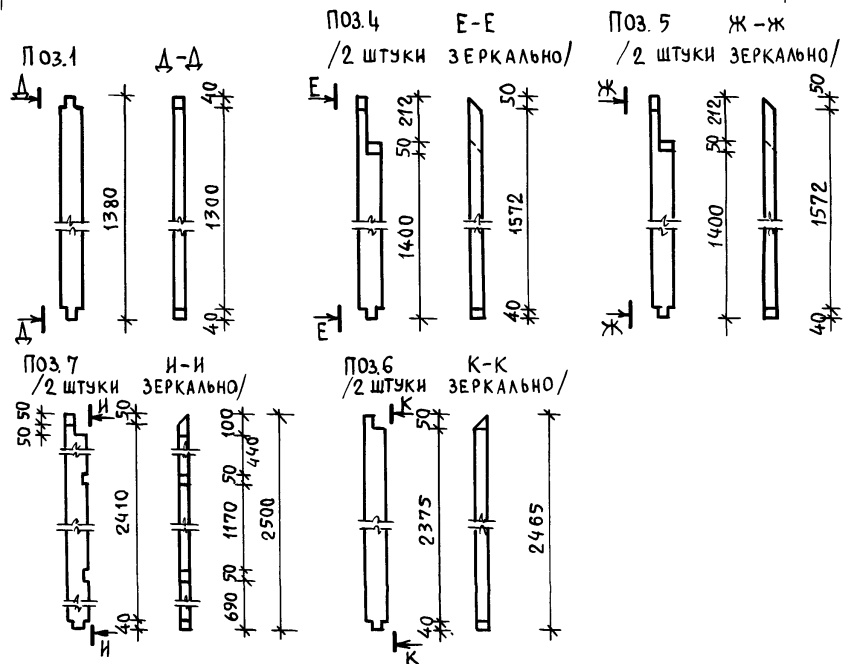 ПОЗ.1
Д-Д
Д
Д
1380
40
1300
40
ПОЗ.4
Е-Е
/2 ШТУКИ ЗЕРКАЛЬНО/
Е
Е
212
50
1400
50
1572
40
ПОЗ. 5
Ж-Ж
/2 ШТУКИ ЗЕРКАЛЬНО/
Ж
Ж
212
50
1400
50
1572
40
ПОЗ. 7
И-И
/2 ШТУКИ ЗЕРКАЛЬНО/
И
И
50
50
50
2410
40
100
440
50
1170
50
690
2500
ПОЗ.6
К-К
/2 ШТУКИ ЗЕРКАЛЬНО/
К
К
50
2375
40
2465